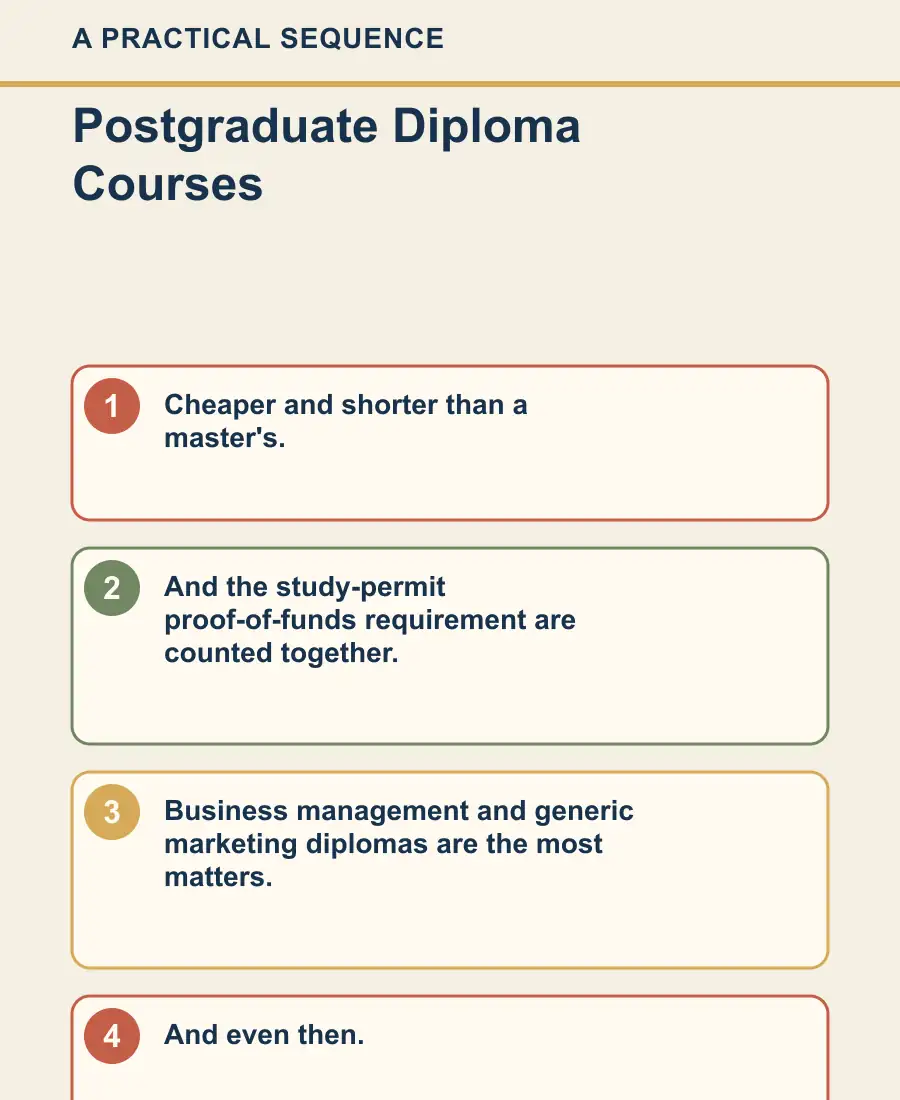 A PRACTICAL SEQUENCE
Postgraduate Diploma
Courses
1
Cheaper and shorter than a
master's.
2
And the study-permit
proof-of-funds requirement are
counted together.
3
Business management and generic
marketing diplomas are the most
matters.
4
And even then.